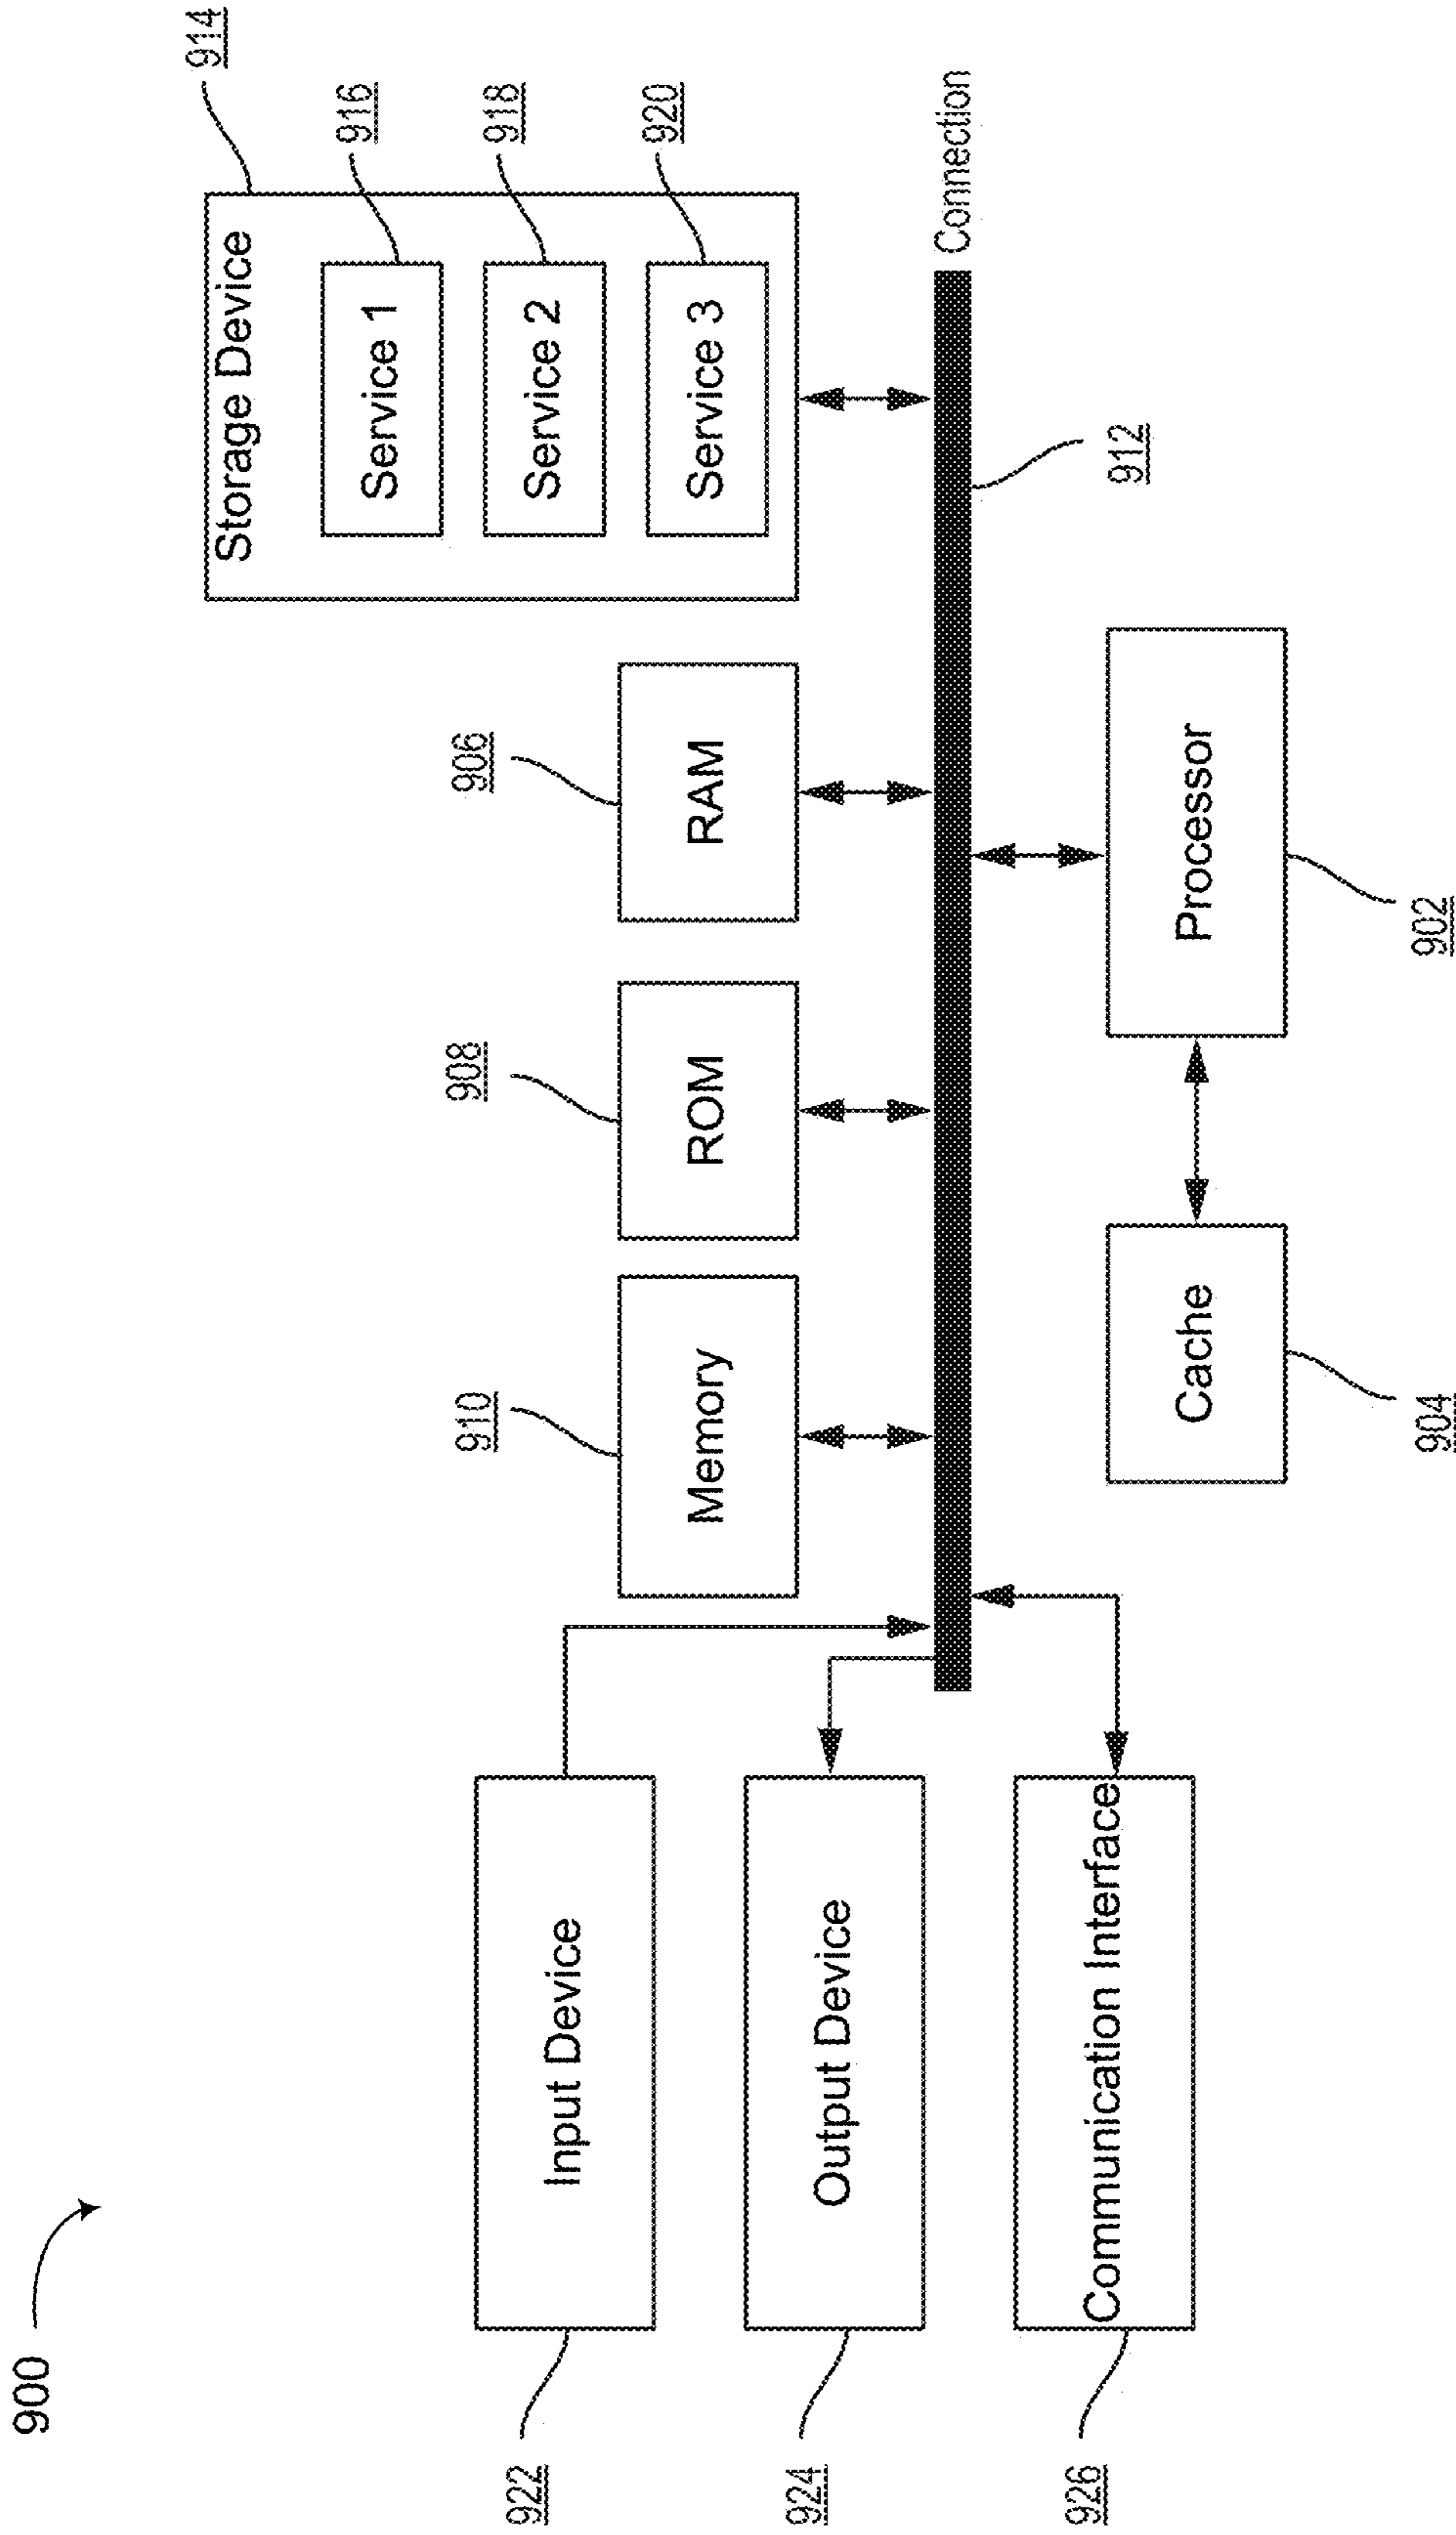 900
914
Storage Device
916
Service 1
918
Service 2
920
Service 3
906
RAM
908
ROM
910
Memory
922
Input Device
924
Output Device
926
Communication Interface
Connection
912
Processor
902
Cache
904